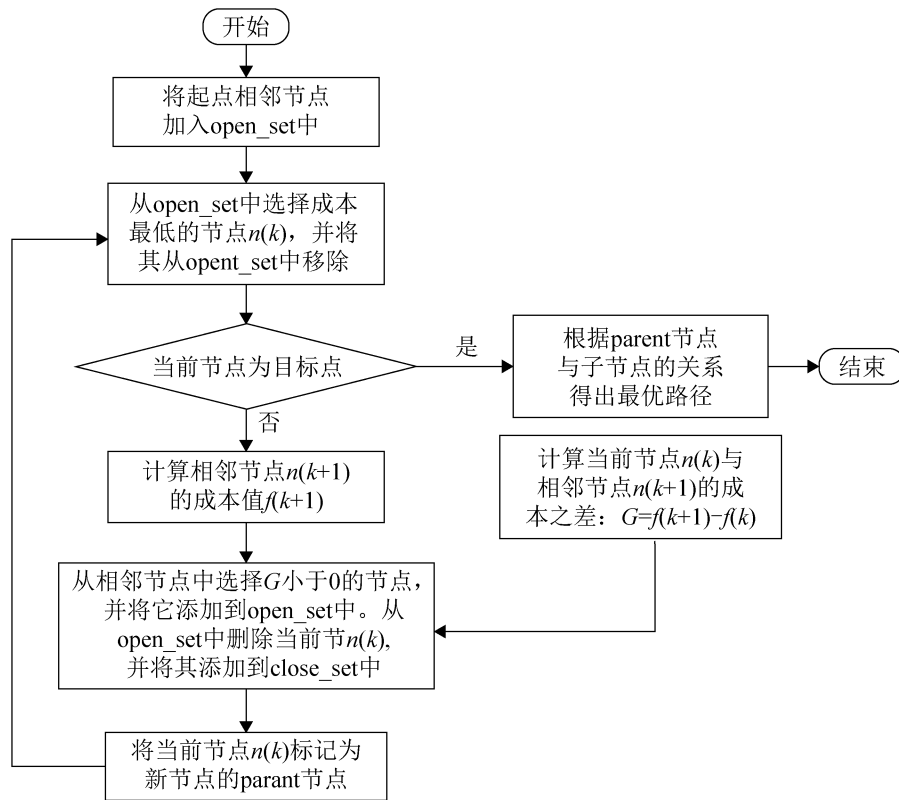 开始
将起点相邻节点
加入open_set中
从open_set中选择成本
最低的节点n(k)，并将
其从opent_set中移除
当前节点为目标点
是
根据parent节点
与子节点的关系
得出最优路径
结束
否
计算相邻节点n(k+1)
的成本值f(k+1)
计算当前节点n(k)与
相邻节点n(k+1)的成
本之差：G=f(k+1)−f(k)
从相邻节点中选择G小于0的节点，
并将它添加到open_set中。从
open_set中删除当前节n(k),
并将其添加到close_set中
将当前节点n(k)标记为
新节点的parant节点